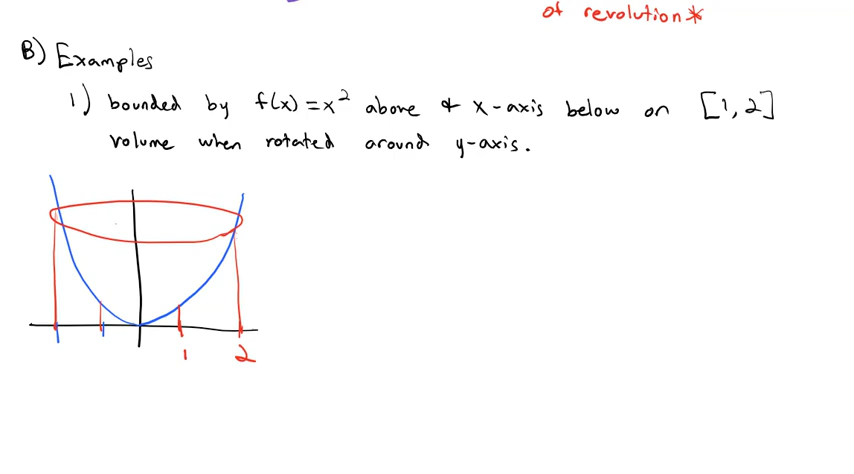 of revolution*
B) Examples
1) bounded by f(x) = x² above & x-axis below on [1, 2]
volume when rotated around y-axis.
1 2